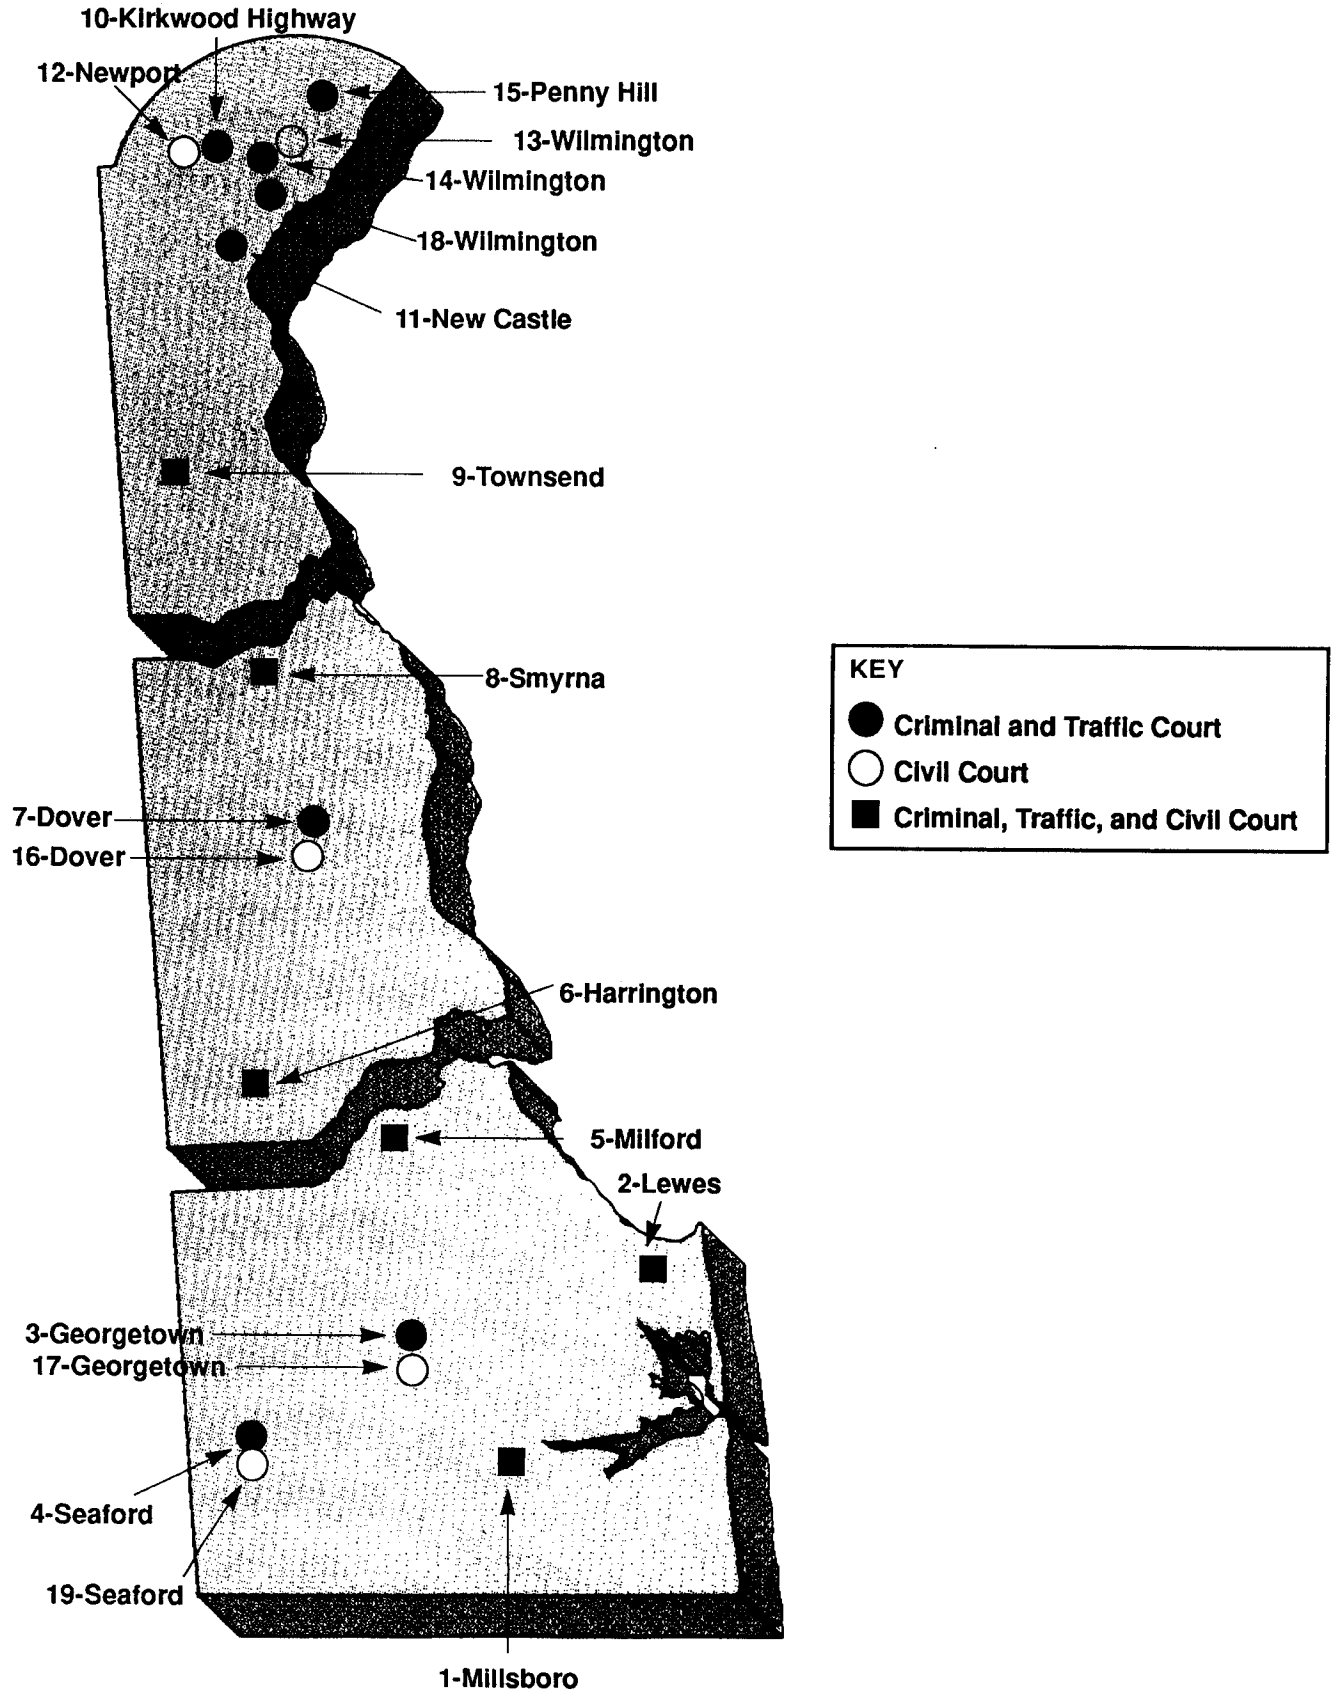 10-Kirkwood Highway
12-Newport
15-Penny Hill
13-Wilmington
14-Wilmington
18-Wilmington
11-New Castle
9-Townsend
8-Smyrna
KEY
Criminal and Traffic Court
Civil Court
Criminal, Traffic, and Civil Court
7-Dover
16-Dover
6-Harrington
5-Milford
2-Lewes
3-Georgetown
17-Georgetown
4-Seaford
19-Seaford
1-Millsboro